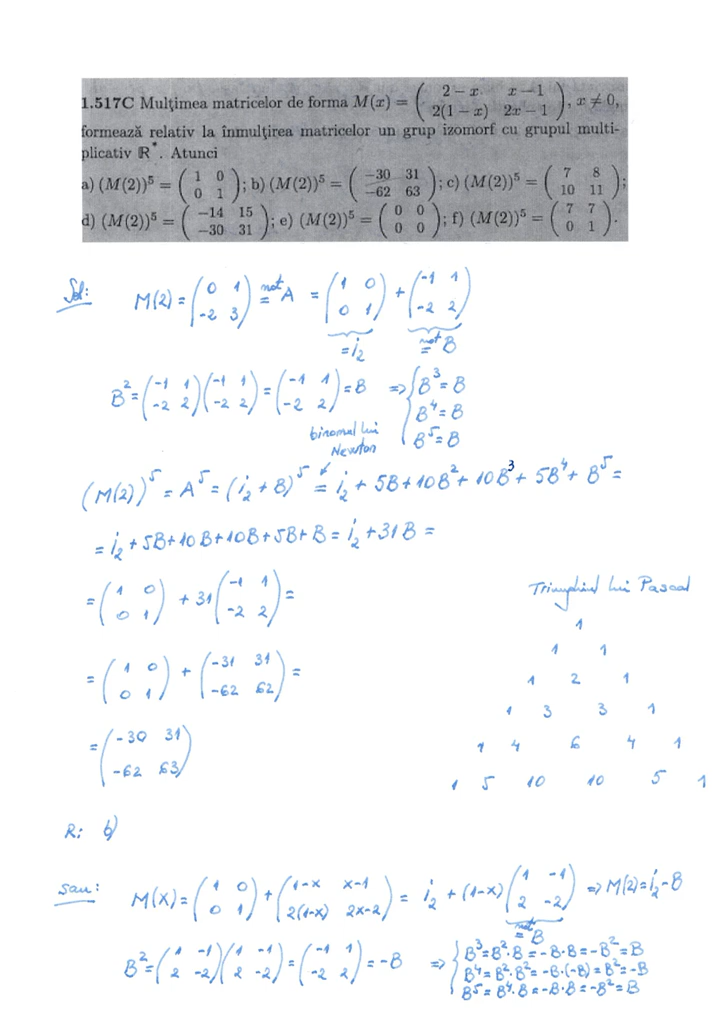 1.517C Mulţimea matricelor de forma M(x) = ( 2 − x   x − 1 ; 2(1 − x)   2x − 1 ), x ≠ 0,
formează relativ la înmulţirea matricelor un grup izomorf cu grupul multi-
plicativ ℝ*. Atunci
a) (M(2))⁵ = ( 1 0 ; 0 1 ); b) (M(2))⁵ = ( −30 31 ; −62 63 ); c) (M(2))⁵ = ( 7 8 ; 10 11 );
d) (M(2))⁵ = ( −14 15 ; −30 31 ); e) (M(2))⁵ = ( 0 0 ; 0 0 ); f) (M(2))⁵ = ( 7 7 ; 0 1 ).
Sol: M(2) = ( 0 1 ; -2 3 ) =not A = ( 1 0 ; 0 1 ) + ( -1 1 ; -2 2 )
= i₂   not = B
B² = ( -1 1 ; -2 2 )( -1 1 ; -2 2 ) = ( -1 1 ; -2 2 ) = B => { B³ = B
B⁴ = B
B⁵ = B
binomul lui
Newton
(M(2))⁵ = A⁵ = (i₂ + B)⁵ = i₂ + 5B + 10B² + 10B³ + 5B⁴ + B⁵ =
= i₂ + 5B + 10B + 10B + 5B + B = i₂ + 31B =
= ( 1 0 ; 0 1 ) + 31( -1 1 ; -2 2 ) =
= ( 1 0 ; 0 1 ) + ( -31 31 ; -62 62 ) =
= ( -30 31 ; -62 63 )
Triunghiul lui Pascal
1
1 1
1 2 1
1 3 3 1
1 4 6 4 1
1 5 10 10 5 1
R: b)
sau: M(x) = ( 1 0 ; 0 1 ) + ( 1-x x-1 ; 2(1-x) 2x-2 ) = i₂ + (1-x)( 1 -1 ; 2 -2 ) => M(2) = i₂ - B
not = B
B² = ( 1 -1 ; 2 -2 )( 1 -1 ; 2 -2 ) = ( -1 1 ; -2 2 ) = -B => { B³ = B²·B = -B·B = -B² = B
B⁴ = B²·B² = -B·(-B) = B² = -B
B⁵ = B⁴·B = -B·B = -B² = B